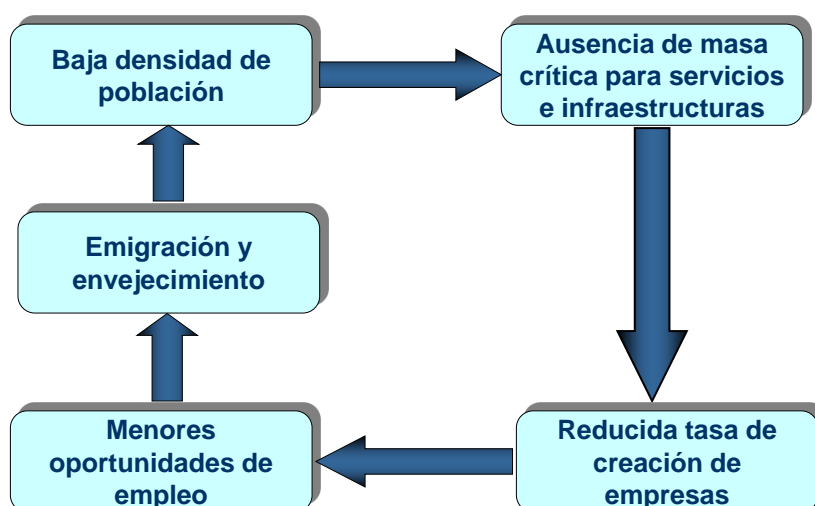 Baja densidad de
población
Ausencia de masa
crítica para servicios
e infraestructuras
Emigración y
envejecimiento
Menores
oportunidades de
empleo
Reducida tasa de
creación de
empresas